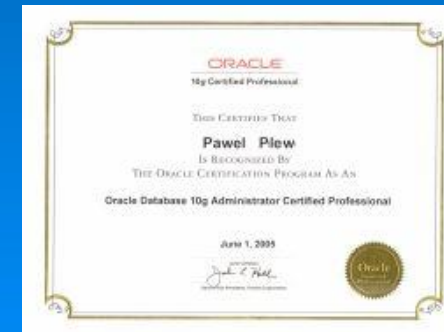 ORACLE
10g Certified Professional
THIS CERTIFIES THAT
Pawel Plew
IS RECOGNIZED BY
THE ORACLE CERTIFICATION PROGRAM AS AN
Oracle Database 10g Administrator Certified Professional
June 1, 2005
Oracle